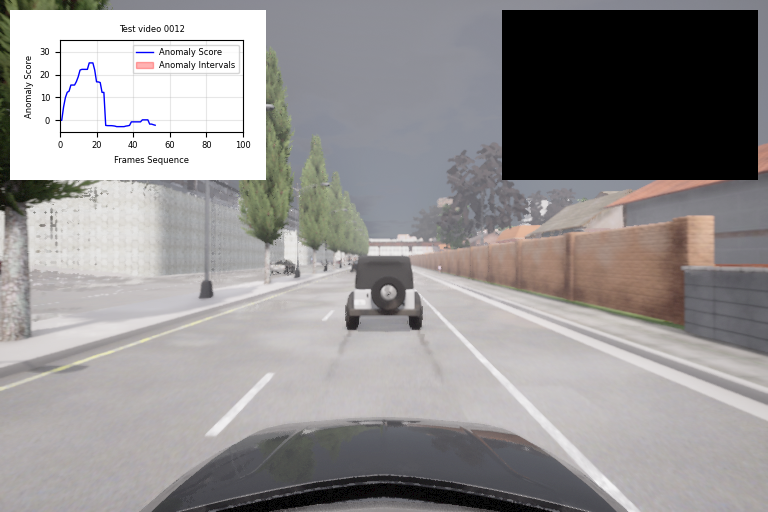 Test video 0012
Anomaly Score
Anomaly Score
Anomaly Intervals
30
20
10
0
0 20 40 60 80 100
Frames Sequence